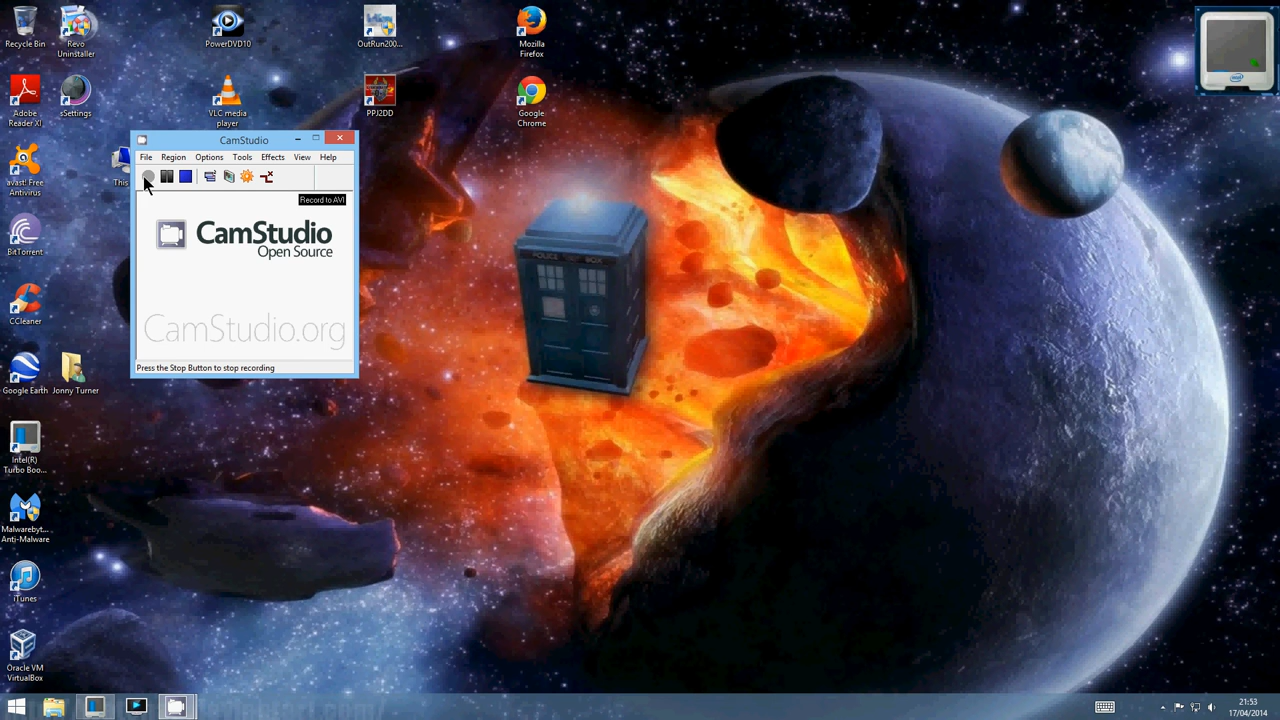 Recycle Bin
Revo
Uninstaller
PowerDVD10
OutRun200...
Mozilla
Firefox
Adobe
Reader XI
sSettings
VLC media
player
PPJ2DD
Google
Chrome
CamStudio
File Region Options Tools Effects View Help
avast! Free
Antivirus
This
Record to AVI
CamStudio
Open Source
POLICE BOX
BitTorrent
CCleaner
CamStudio.org
Press the Stop Button to stop recording
Google Earth
Jonny Turner
Intel(R)
Turbo Boo...
Malwarebyt...
Anti-Malware
iTunes
Oracle VM
VirtualBox
21:53
17/04/2014